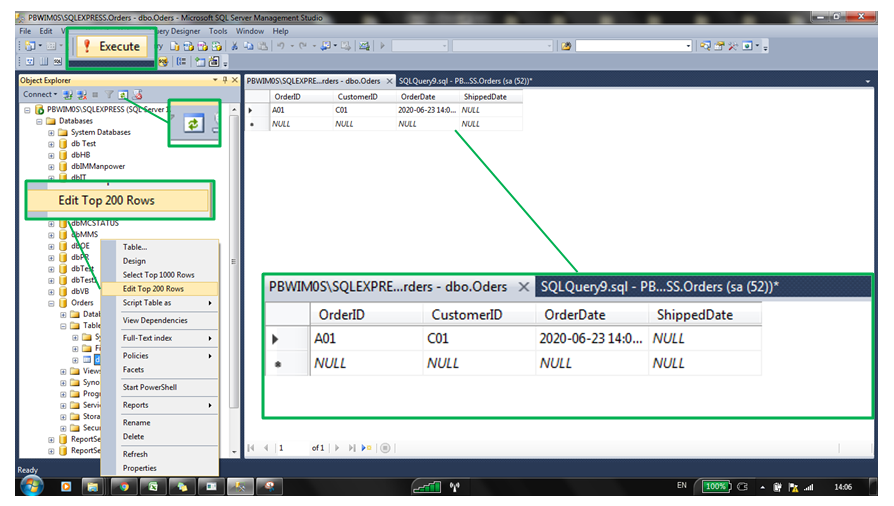 PBWIM0S\SQLEXPRESS.Orders - dbo.Oders - Microsoft SQL Server Management Studio
File Edit Query Designer Tools Window Help
Execute
Object Explorer
Connect
PBWIM0S\SQLEXPRESS (SQL Server
Databases
System Databases
db Test
dbHB
dbIMManpower
dbIT
Edit Top 200 Rows
dbMCSTATUS
dbMMS
dbOE
dbPR
dbTest
dbTest
dbVB
Orders
Table
Views
Syno
Prog
Servi
Stora
Secu
ReportSe
ReportSe
Table...
Design
Select Top 1000 Rows
Edit Top 200 Rows
Script Table as
View Dependencies
Full-Text index
Policies
Facets
Start PowerShell
Reports
Rename
Delete
Refresh
Properties
PBWIM0S\SQLEXPRE...rders - dbo.Oders SQLQuery9.sql - PB...SS.Orders (sa (52))*
OrderID CustomerID OrderDate ShippedDate
A01 C01 2020-06-23 14:0... NULL
NULL NULL NULL NULL
PBWIM0S\SQLEXPRE...rders - dbo.Oders SQLQuery9.sql - PB...SS.Orders (sa (52))*
OrderID CustomerID OrderDate ShippedDate
A01 C01 2020-06-23 14:0... NULL
NULL NULL NULL NULL
1 of 1
Ready
EN 100% 14:06